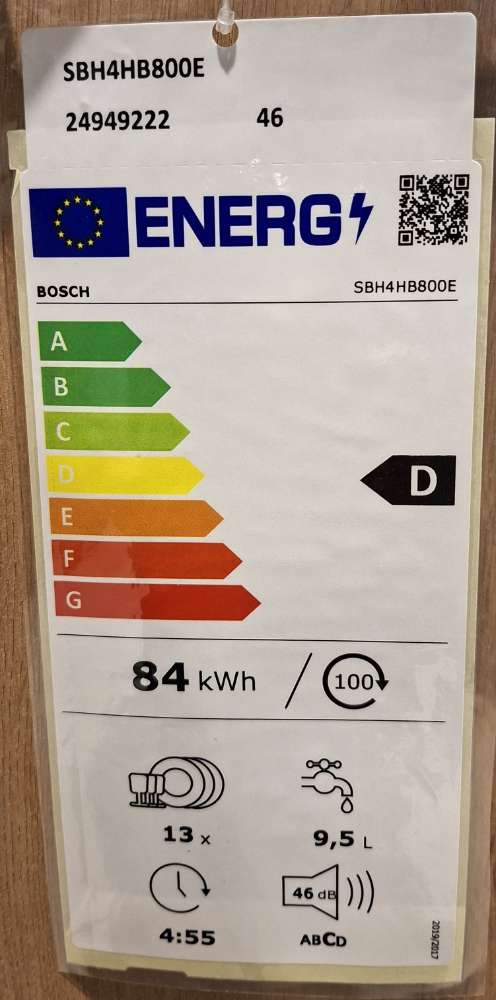 SBH4HB800E
24949222 46
ENERG
BOSCH SBH4HB800E
A
B
C
D
D
E
F
G
84 kWh / 100
13 x 9,5 L
46 dB
4:55 ABCD
2019/2017